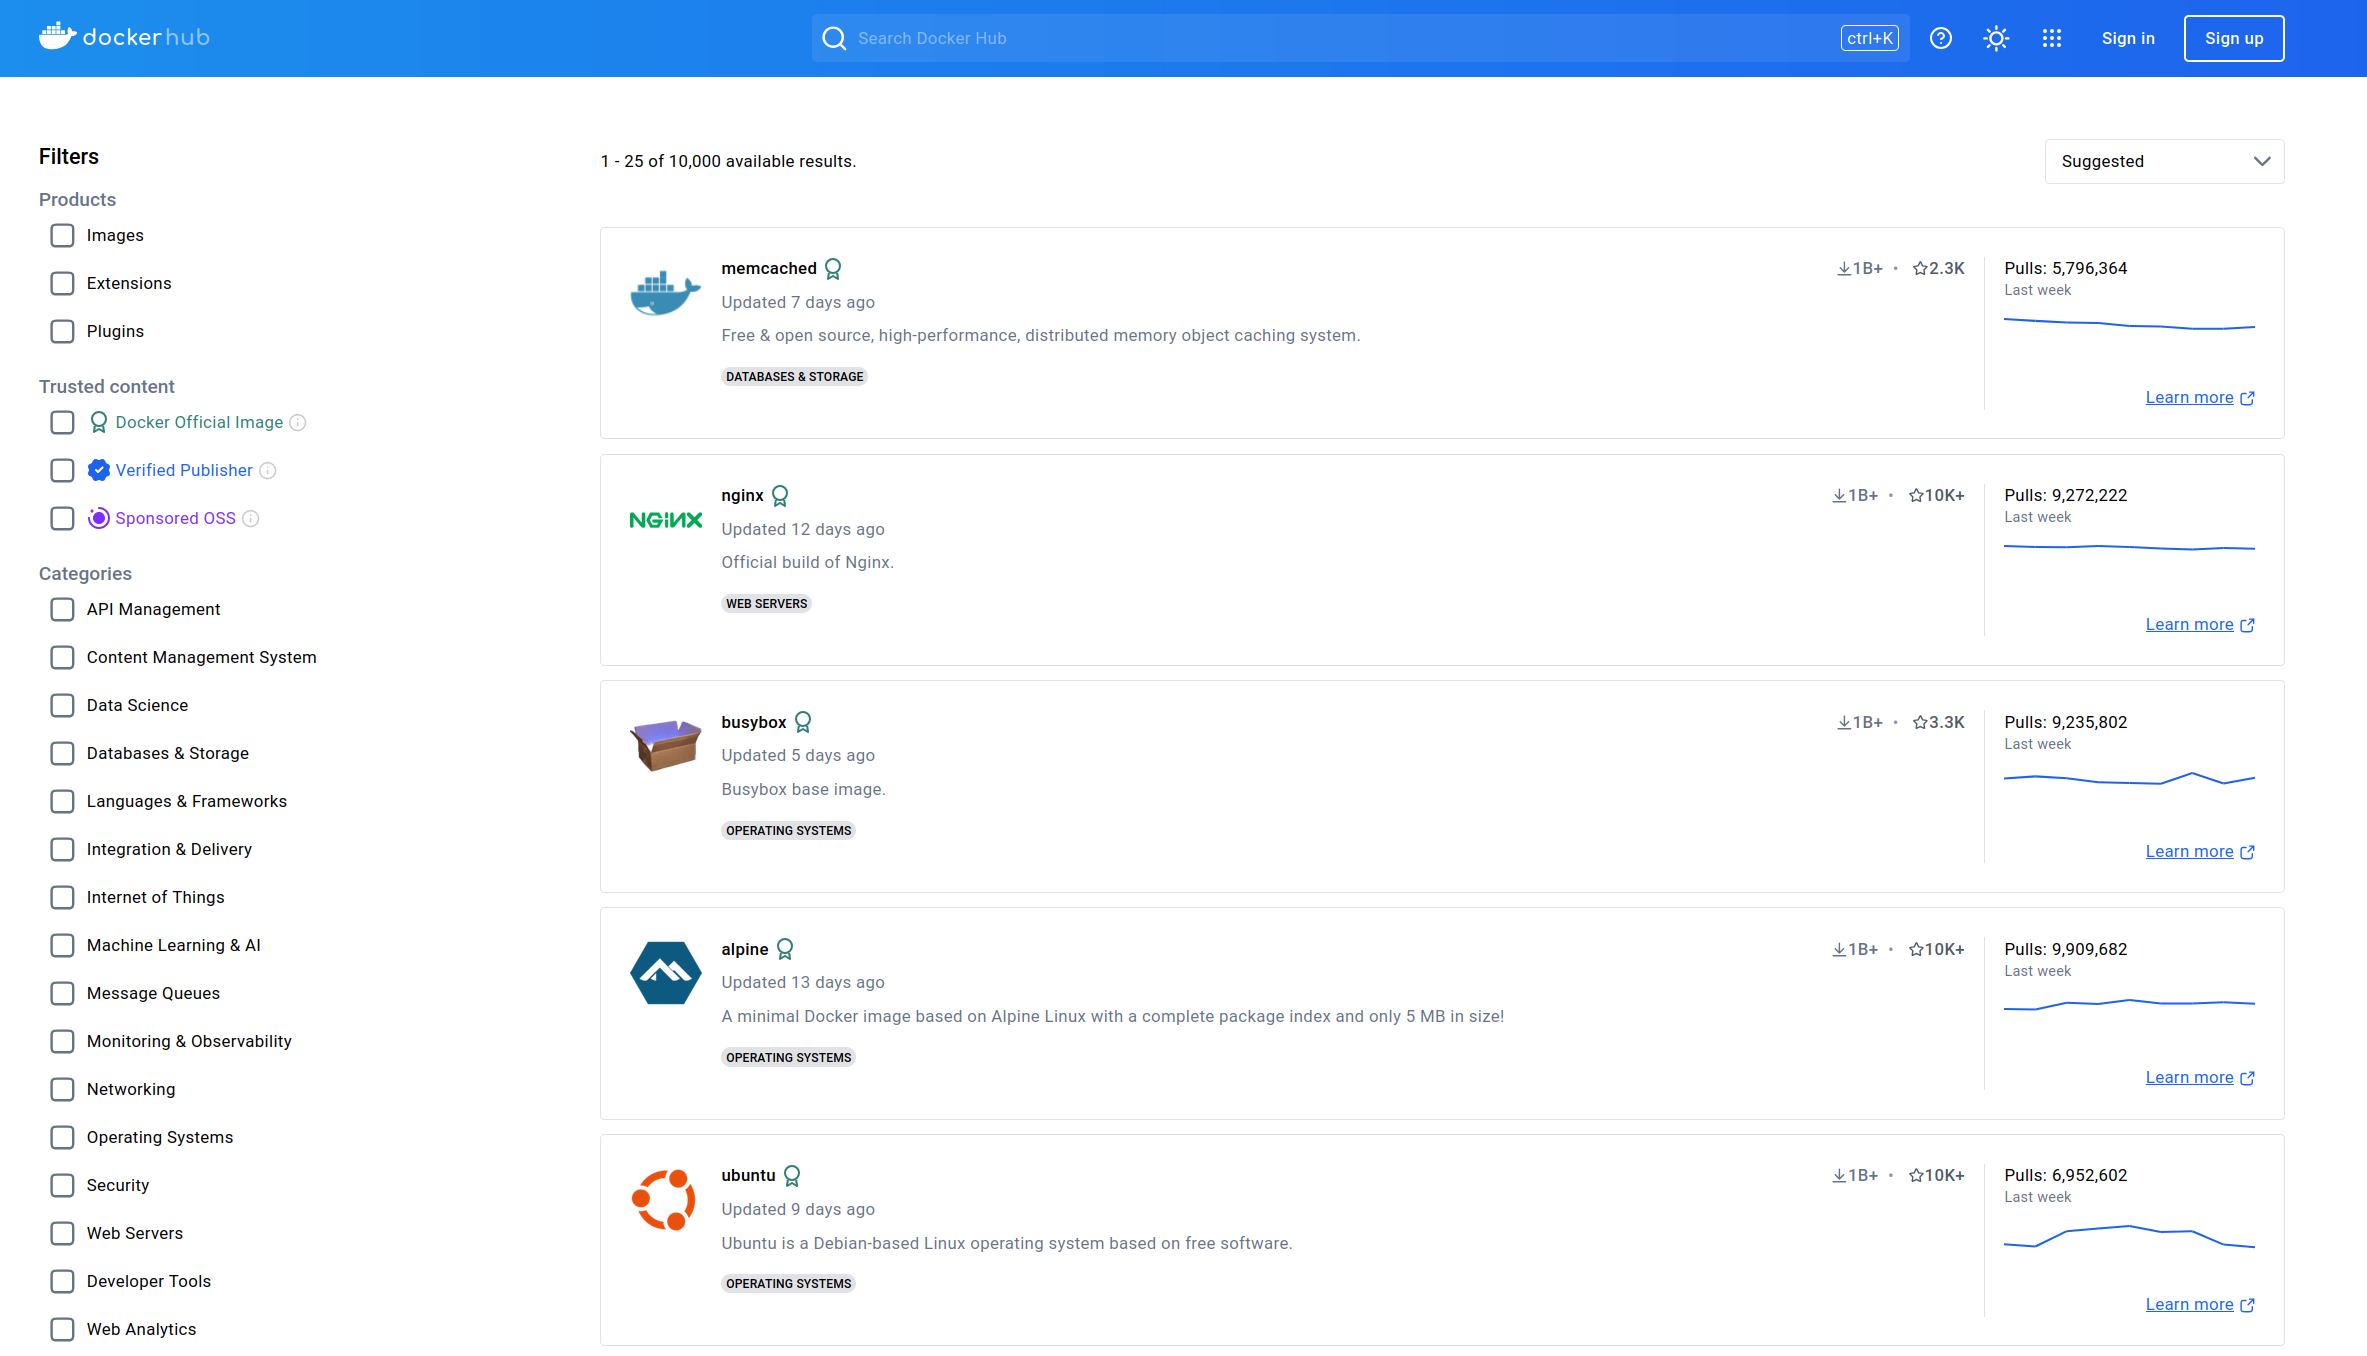 docker hub
Search Docker Hub
ctrl+K
Sign in
Sign up
Filters
Products
Images
Extensions
Plugins
Trusted content
Docker Official Image
Verified Publisher
Sponsored OSS
Categories
API Management
Content Management System
Data Science
Databases & Storage
Languages & Frameworks
Integration & Delivery
Internet of Things
Machine Learning & AI
Message Queues
Monitoring & Observability
Networking
Operating Systems
Security
Web Servers
Developer Tools
Web Analytics
1 - 25 of 10,000 available results.
Suggested
memcached
1B+ • 2.3K
Updated 7 days ago
Free & open source, high-performance, distributed memory object caching system.
DATABASES & STORAGE
Pulls: 5,796,364
Last week
Learn more
NGINX
nginx
1B+ • 10K+
Updated 12 days ago
Official build of Nginx.
WEB SERVERS
Pulls: 9,272,222
Last week
Learn more
busybox
1B+ • 3.3K
Updated 5 days ago
Busybox base image.
OPERATING SYSTEMS
Pulls: 9,235,802
Last week
Learn more
alpine
1B+ • 10K+
Updated 13 days ago
A minimal Docker image based on Alpine Linux with a complete package index and only 5 MB in size!
OPERATING SYSTEMS
Pulls: 9,909,682
Last week
Learn more
ubuntu
1B+ • 10K+
Updated 9 days ago
Ubuntu is a Debian-based Linux operating system based on free software.
OPERATING SYSTEMS
Pulls: 6,952,602
Last week
Learn more